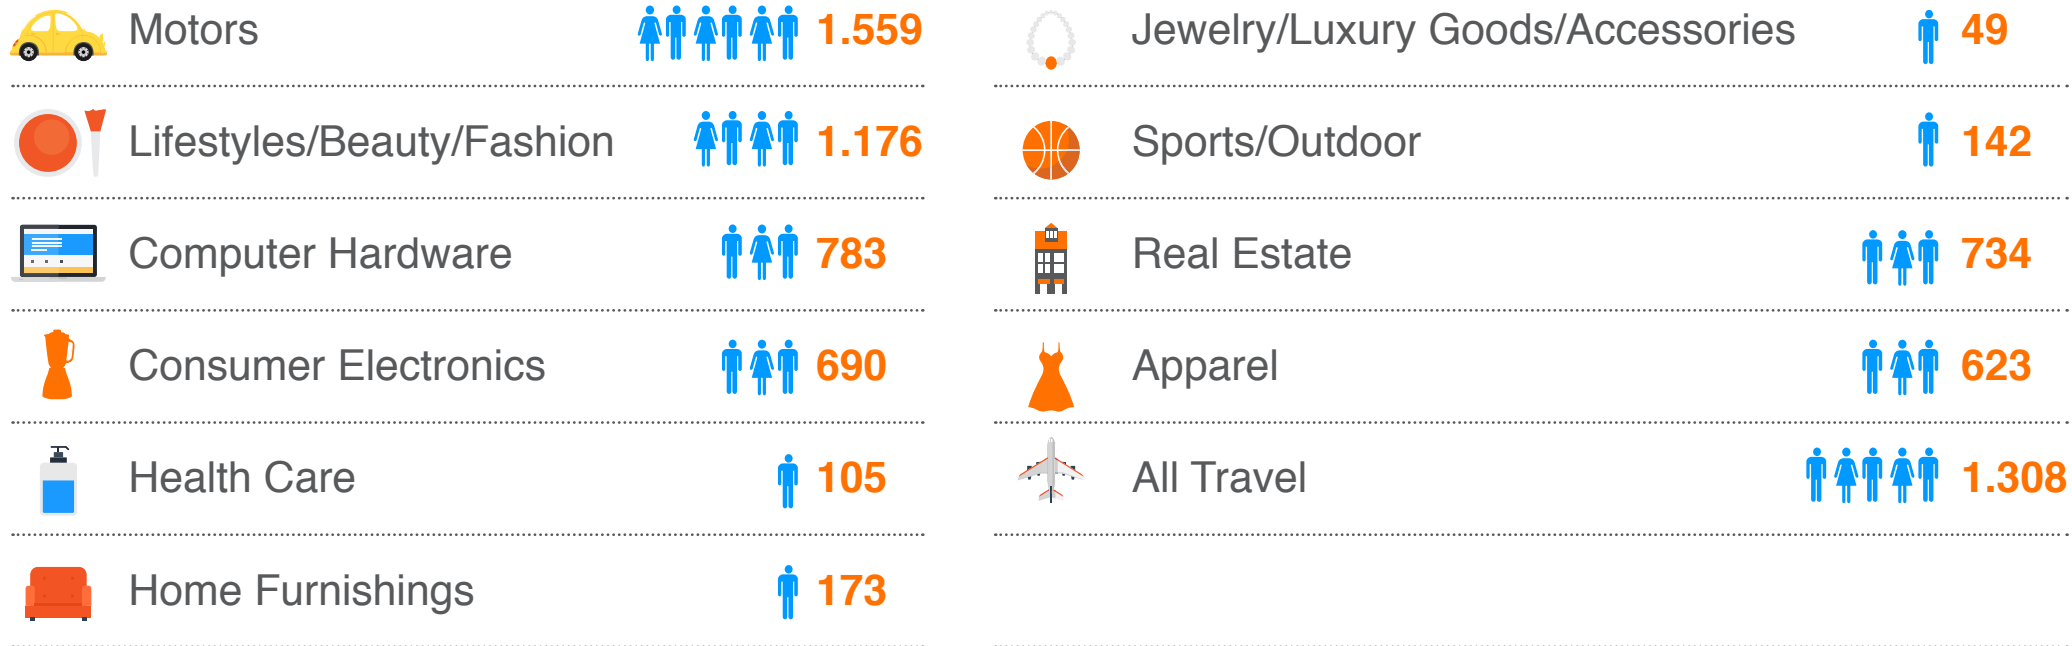 Motors 1.559
Lifestyles/Beauty/Fashion 1.176
Computer Hardware 783
Consumer Electronics 690
Health Care 105
Home Furnishings 173
Jewelry/Luxury Goods/Accessories 49
Sports/Outdoor 142
Real Estate 734
Apparel 623
All Travel 1.308